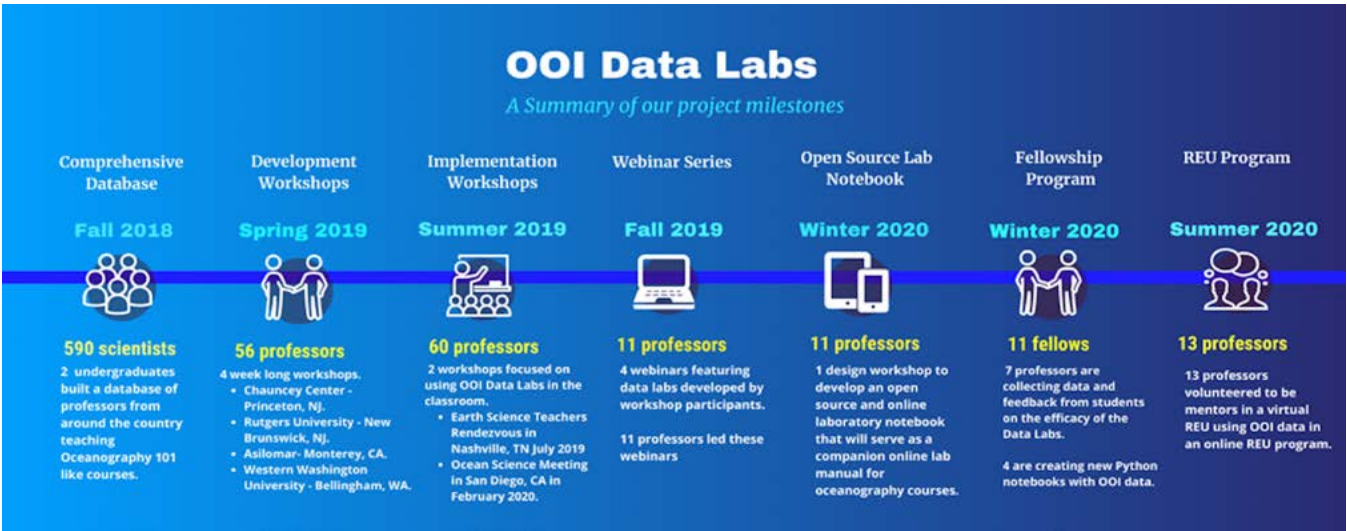 OOI Data Labs
A Summary of our project milestones
Comprehensive
Database
Fall 2018
590 scientists
2 undergraduates
built a database of
professors from
around the country
teaching
Oceanography 101
like courses.
Development
Workshops
Spring 2019
56 professors
4 week long workshops.
• Chauncey Center -
Princeton, NJ.
• Rutgers University - New
Brunswick, NJ.
• Asilomar- Monterey, CA.
• Western Washington
University - Bellingham, WA.
Implementation
Workshops
Summer 2019
60 professors
2 workshops focused on
using OOI Data Labs in the
classroom.
• Earth Science Teachers
Rendezvous in
Nashville, TN July 2019
• Ocean Science Meeting
in San Diego, CA in
February 2020.
Webinar Series
Fall 2019
11 professors
4 webinars featuring
data labs developed by
workshop participants.
11 professors led these
webinars
Open Source Lab
Notebook
Winter 2020
11 professors
1 design workshop to
develop an open
source and online
laboratory notebook
that will serve as a
companion online lab
manual for
oceanography courses.
Fellowship
Program
Winter 2020
11 fellows
7 professors are
collecting data and
feedback from students
on the efficacy of the
Data Labs.
4 are creating new Python
notebooks with OOI data.
REU Program
Summer 2020
13 professors
13 professors
volunteered to be
mentors in a virtual
REU using OOI data in
an online REU program.